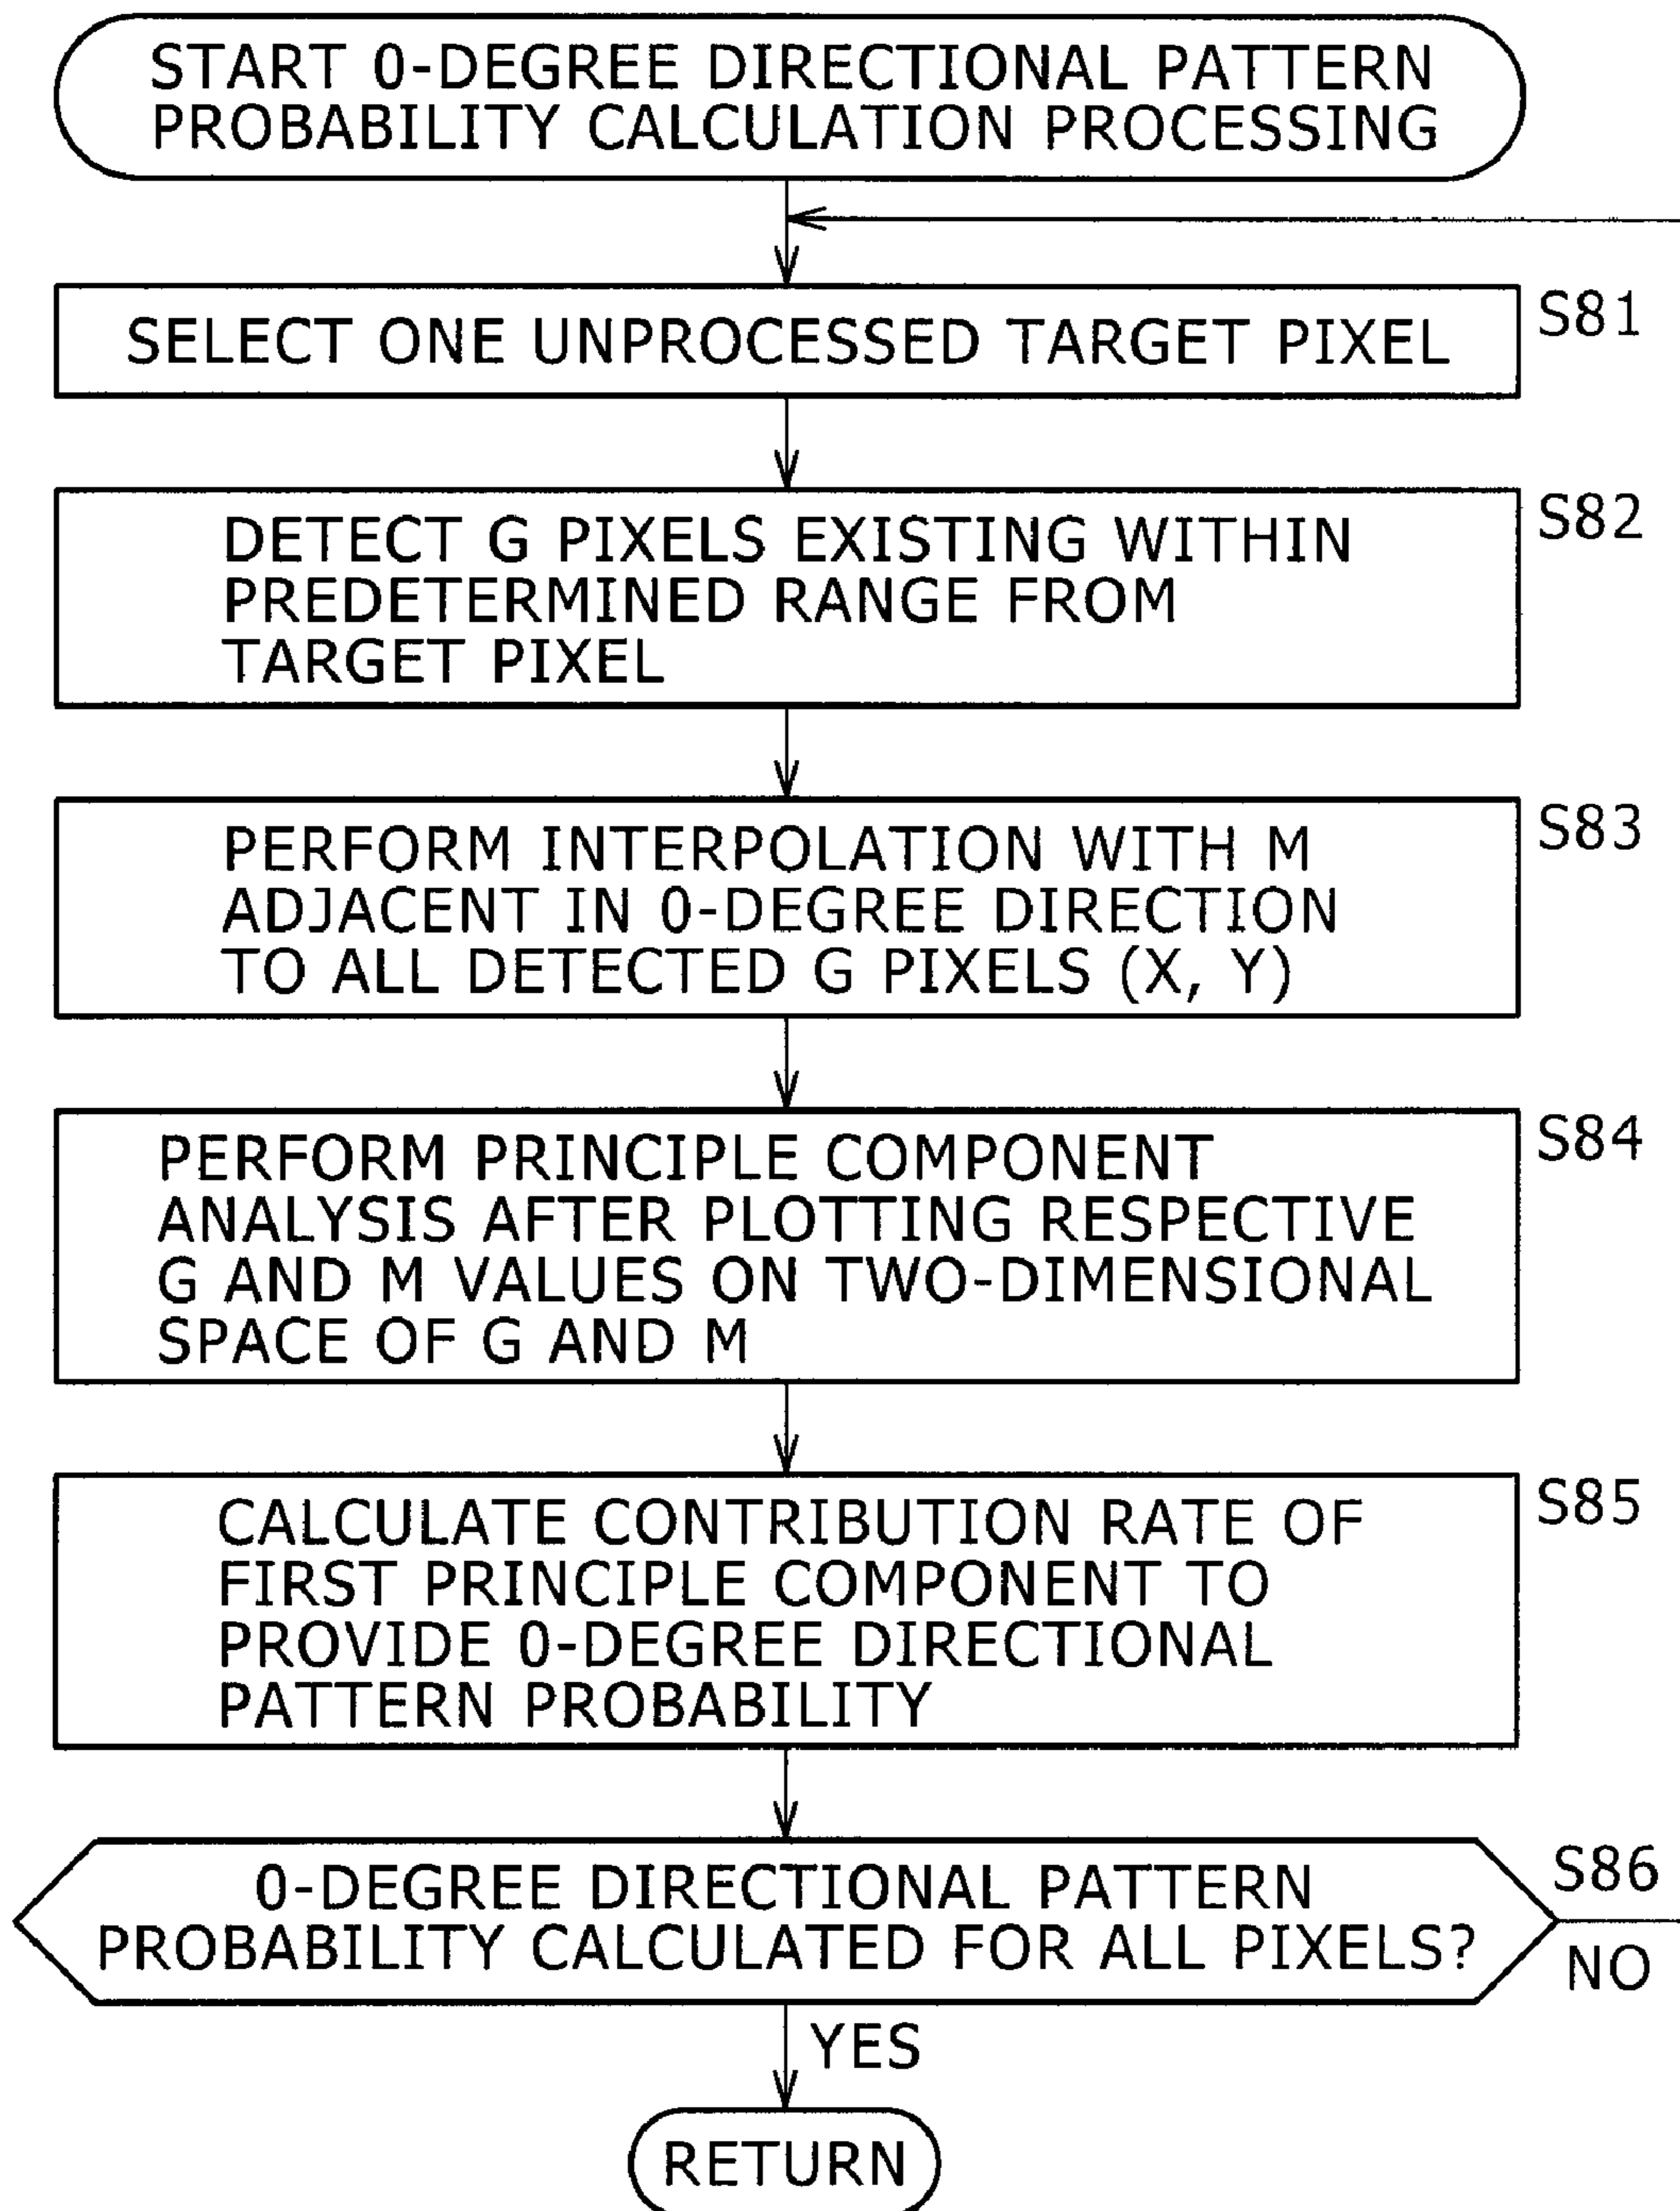 START 0-DEGREE DIRECTIONAL PATTERN
PROBABILITY CALCULATION PROCESSING
SELECT ONE UNPROCESSED TARGET PIXEL
S81
DETECT G PIXELS EXISTING WITHIN
PREDETERMINED RANGE FROM
TARGET PIXEL
S82
PERFORM INTERPOLATION WITH M
ADJACENT IN 0-DEGREE DIRECTION
TO ALL DETECTED G PIXELS (X, Y)
S83
PERFORM PRINCIPLE COMPONENT
ANALYSIS AFTER PLOTTING RESPECTIVE
G AND M VALUES ON TWO-DIMENSIONAL
SPACE OF G AND M
S84
CALCULATE CONTRIBUTION RATE OF
FIRST PRINCIPLE COMPONENT TO
PROVIDE 0-DEGREE DIRECTIONAL
PATTERN PROBABILITY
S85
0-DEGREE DIRECTIONAL PATTERN
PROBABILITY CALCULATED FOR ALL PIXELS?
S86
NO
YES
RETURN